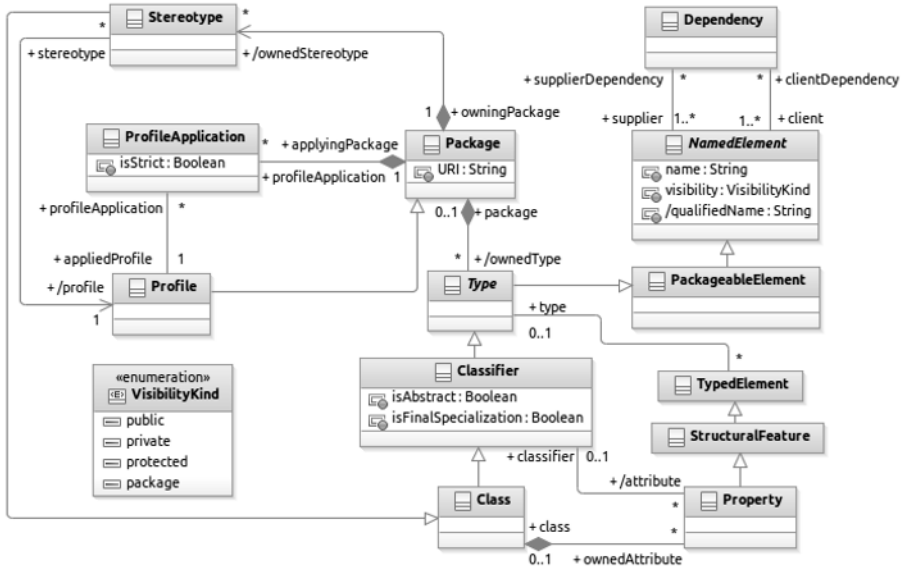 Stereotype
*
*
+ stereotype
+ /ownedStereotype
1
+ owningPackage
Dependency
+ supplierDependency
*
*
+ clientDependency
+ supplier
1..*
1..*
+ client
ProfileApplication
isStrict : Boolean
*
+ applyingPackage
+ profileApplication
1
Package
URI : String
NamedElement
name : String
visibility : VisibilityKind
/qualifiedName : String
+ profileApplication
*
0..1
+ package
+ appliedProfile
1
*
+ /ownedType
+ /profile
1
Profile
Type
PackageableElement
+ type
0..1
*
«enumeration»
VisibilityKind
public
private
protected
package
Classifier
isAbstract : Boolean
isFinalSpecialization : Boolean
TypedElement
StructuralFeature
+ classifier
0..1
+ /attribute
*
Class
Property
+ class
*
0..1
+ ownedAttribute